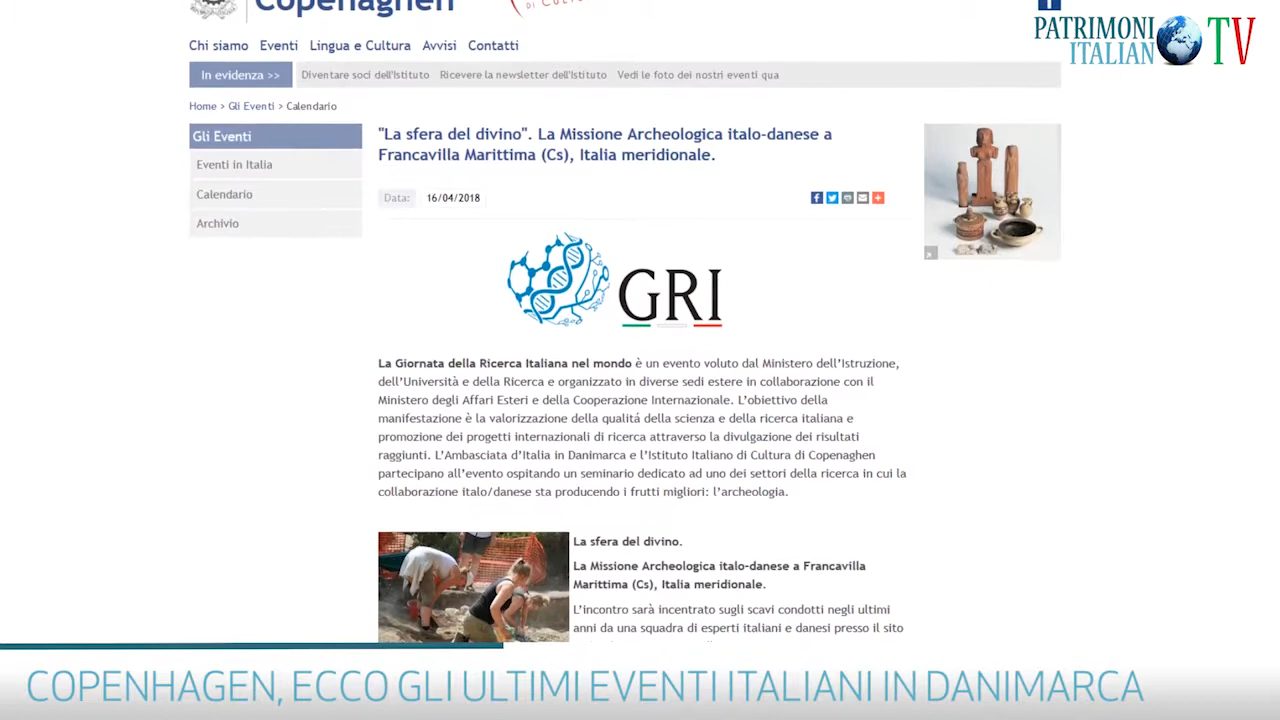 Copenaghen
PATRIMONI
ITALIAN
TV
Chi siamo Eventi Lingua e Cultura Avvisi Contatti
In evidenza >> Diventare soci dell'Istituto Ricevere la newsletter dell'Istituto Vedi le foto dei nostri eventi qua
Home > Gli Eventi > Calendario
Gli Eventi
Eventi in Italia
Calendario
Archivio
"La sfera del divino". La Missione Archeologica italo-danese a
Francavilla Marittima (Cs), Italia meridionale.
Data: 16/04/2018
GRI
La Giornata della Ricerca Italiana nel mondo è un evento voluto dal Ministero dell'Istruzione,
dell'Università e della Ricerca e organizzato in diverse sedi estere in collaborazione con il
Ministero degli Affari Esteri e della Cooperazione Internazionale. L'obiettivo della
manifestazione è la valorizzazione della qualitá della scienza e della ricerca italiana e
promozione dei progetti internazionali di ricerca attraverso la divulgazione dei risultati
raggiunti. L'Ambasciata d'Italia in Danimarca e l'Istituto Italiano di Cultura di Copenaghen
partecipano all'evento ospitando un seminario dedicato ad uno dei settori della ricerca in cui la
collaborazione italo/danese sta producendo i frutti migliori: l'archeologia.
La sfera del divino.
La Missione Archeologica italo-danese a Francavilla
Marittima (Cs), Italia meridionale.
L'incontro sarà incentrato sugli scavi condotti negli ultimi
anni da una squadra di esperti italiani e danesi presso il sito
COPENHAGEN, ECCO GLI ULTIMI EVENTI ITALIANI IN DANIMARCA